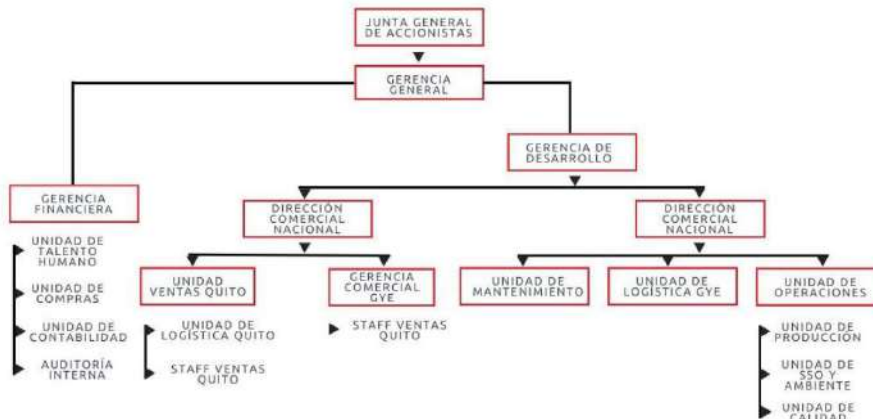 JUNTA GENERAL
DE ACCIONISTAS
GERENCIA
GENERAL
GERENCIA DE
DESARROLLO
GERENCIA
FINANCIERA
DIRECCIÓN
COMERCIAL
NACIONAL
DIRECCIÓN
COMERCIAL
NACIONAL
UNIDAD DE
TALENTO
HUMANO
UNIDAD DE
COMPRAS
UNIDAD DE
CONTABILIDAD
AUDITORÍA
INTERNA
UNIDAD
VENTAS QUITO
UNIDAD DE
LOGÍSTICA QUITO
STAFF VENTAS
QUITO
GERENCIA
COMERCIAL
GYE
STAFF VENTAS
QUITO
UNIDAD DE
MANTENIMIENTO
UNIDAD DE
LOGÍSTICA GYE
UNIDAD DE
OPERACIONES
UNIDAD DE
PRODUCCIÓN
UNIDAD DE
SSO Y
AMBIENTE
UNIDAD DE
CALIDAD